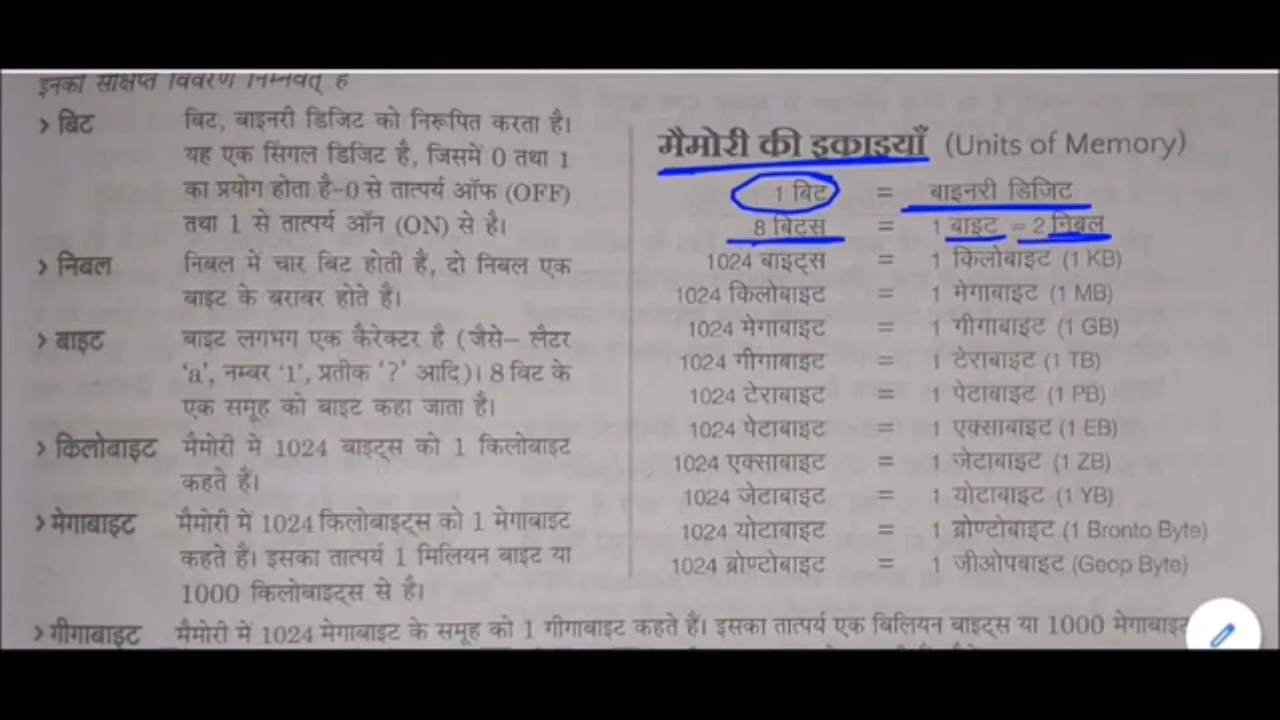 इनका संक्षिप्त विवरण निम्नवत् है
> बिट बिट, बाइनरी डिजिट को निरूपित करता है।
यह एक सिंगल डिजिट है, जिसमें 0 तथा 1
का प्रयोग होता है-0 से तात्पर्य ऑफ (OFF)
तथा 1 से तात्पर्य ऑन (ON) से है।
> निबल निबल में चार बिट होती हैं, दो निबल एक
बाइट के बराबर होते हैं।
> बाइट बाइट लगभग एक कैरेक्टर है (जैसे– लैटर
‘a’, नम्बर ‘1’, प्रतीक ‘?’ आदि)। 8 बिट के
एक समूह को बाइट कहा जाता है।
> किलोबाइट मैमोरी में 1024 बाइट्स को 1 किलोबाइट
कहते हैं।
> मेगाबाइट मैमोरी में 1024 किलोबाइट्स को 1 मेगाबाइट
कहते हैं। इसका तात्पर्य 1 मिलियन बाइट या
1000 किलोबाइट्स से है।
> गीगाबाइट मैमोरी में 1024 मेगाबाइट के समूह को 1 गीगाबाइट कहते हैं। इसका तात्पर्य एक बिलियन बाइट्स या 1000 मेगाबाइट
मैमोरी की इकाइयाँ (Units of Memory)
1 बिट = बाइनरी डिजिट
8 बिट्स = 1 बाइट = 2 निबल
1024 बाइट्स = 1 किलोबाइट (1 KB)
1024 किलोबाइट = 1 मेगाबाइट (1 MB)
1024 मेगाबाइट = 1 गीगाबाइट (1 GB)
1024 गीगाबाइट = 1 टेराबाइट (1 TB)
1024 टेराबाइट = 1 पेटाबाइट (1 PB)
1024 पेटाबाइट = 1 एक्साबाइट (1 EB)
1024 एक्साबाइट = 1 जेटाबाइट (1 ZB)
1024 जेटाबाइट = 1 योटाबाइट (1 YB)
1024 योटाबाइट = 1 ब्रोण्टोबाइट (1 Bronto Byte)
1024 ब्रोण्टोबाइट = 1 जीओपबाइट (Geop Byte)